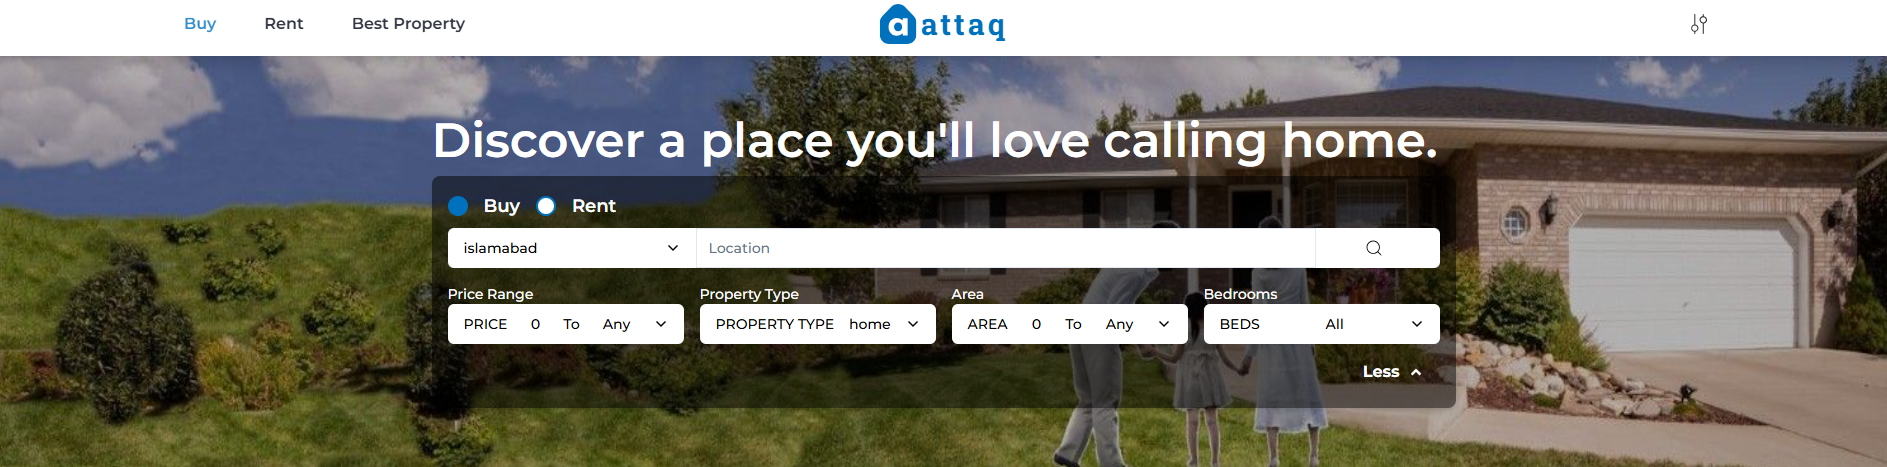 Buy Rent Best Property
a attaq
Discover a place you'll love calling home.
Buy Rent
islamabad Location
Price Range Property Type Area Bedrooms
PRICE 0 To Any PROPERTY TYPE home AREA 0 To Any BEDS All
Less